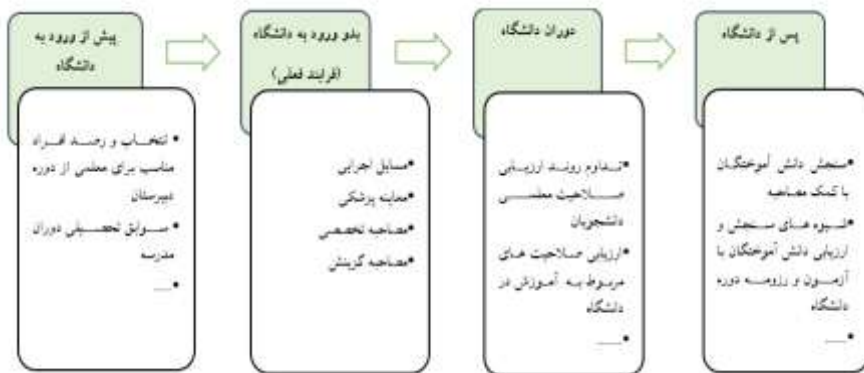 پیش از ورود به
دانشگاه
• انتخاب و رصد افراد
مناسب برای معلمی از دوره
دبیرستان
• سوابق تحصیلی دوران
مدرسه
• ....
بدو ورود به دانشگاه
(فرایند فعلی)
•مسایل اجرایی
•معاینه پزشکی
•مصاحبه تخصصی
•مصاحبه گزینش
دوران دانشگاه
•تداوم روند ارزیابی
صلاحیت معلمی
دانشجویان
•ارزیابی صلاحیت های
مربوط به آموزش در
دانشگاه
•.....
پس از دانشگاه
•سنجش دانش آموختگان
با کمک مصاحبه
•شیوه های سنجش و
ارزیابی دانش آموختگان با
آزمون و رزومه دوره
دانشگاه
•.....